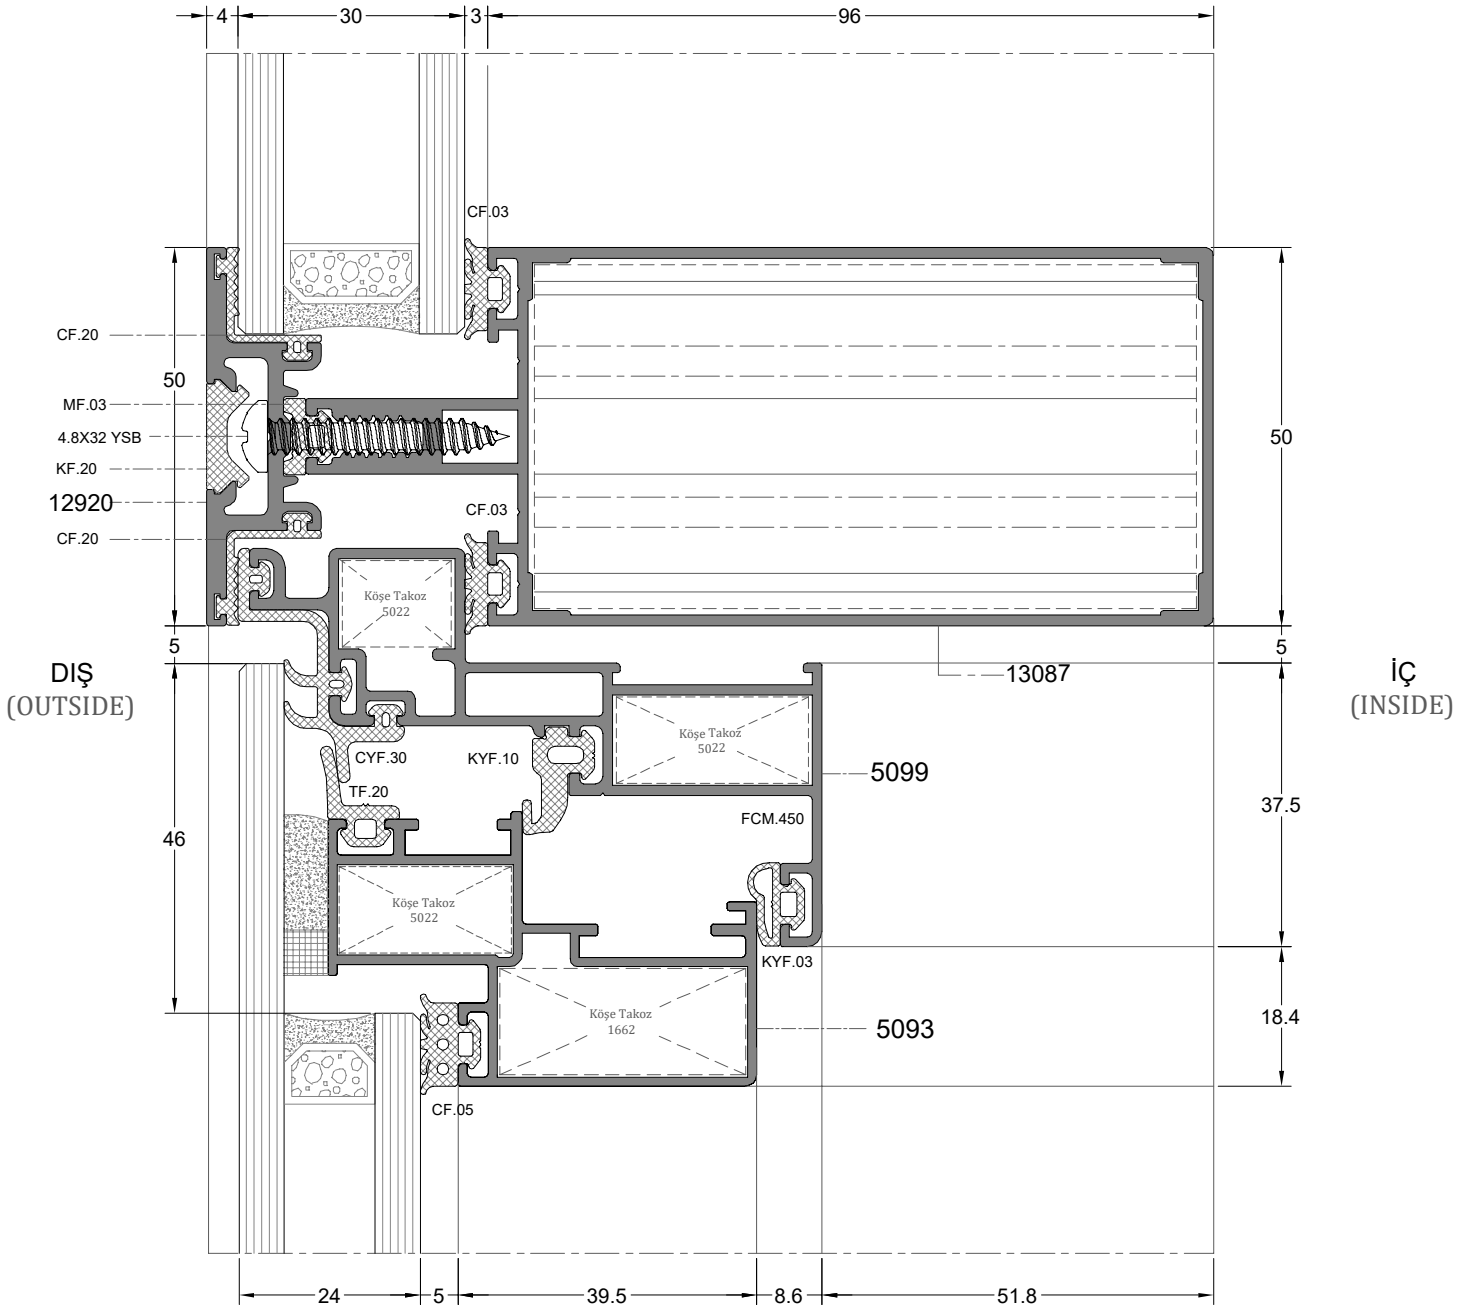 4
30
3
96
CF.03
CF.20
50
MF.03
4.8X32 YSB
KF.20
12920
CF.20
CF.03
50
Köşe Takoz
5022
5
5
DIŞ
(OUTSIDE)
13087
İÇ
(INSIDE)
Köşe Takoz
5022
CYF.30
KYF.10
5099
TF.20
FCM.450
37.5
46
Köşe Takoz
5022
KYF.03
Köşe Takoz
1662
5093
18.4
CF.05
24
5
39.5
8.6
51.8